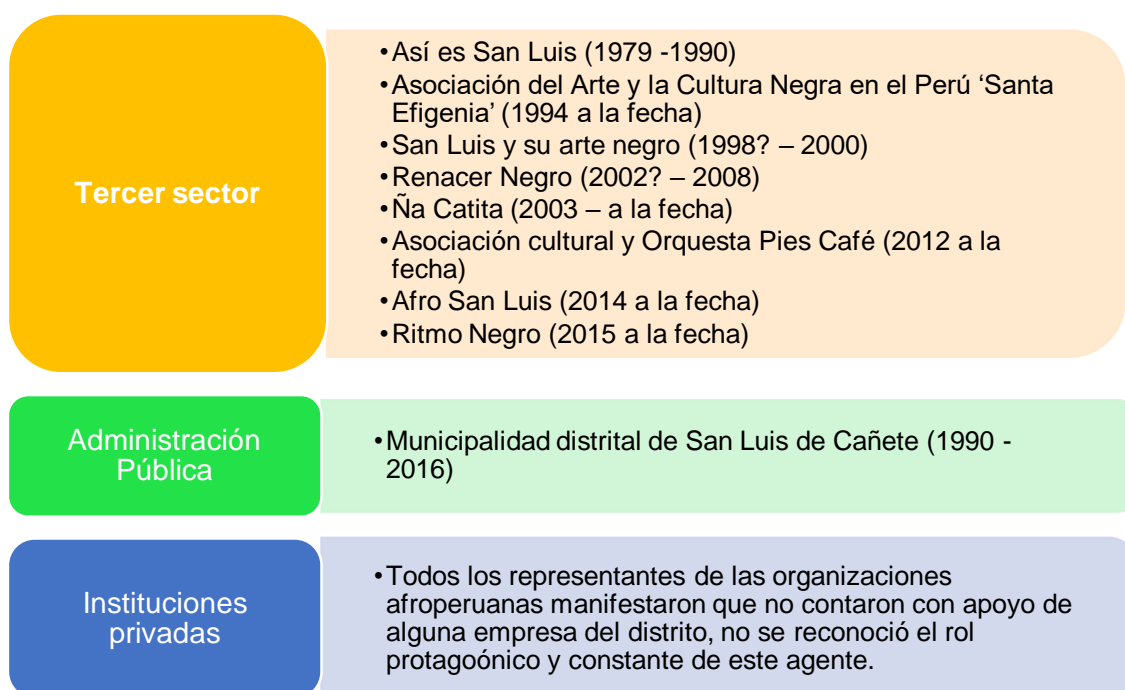 Tercer sector
•Así es San Luis (1979 -1990)
•Asociación del Arte y la Cultura Negra en el Perú ‘Santa
Efigenia’ (1994 a la fecha)
•San Luis y su arte negro (1998? – 2000)
•Renacer Negro (2002? – 2008)
•Ña Catita (2003 – a la fecha)
•Asociación cultural y Orquesta Pies Café (2012 a la
fecha)
•Afro San Luis (2014 a la fecha)
•Ritmo Negro (2015 a la fecha)
Administración
Pública
•Municipalidad distrital de San Luis de Cañete (1990 -
2016)
Instituciones
privadas
•Todos los representantes de las organizaciones
afroperuanas manifestaron que no contaron con apoyo de
alguna empresa del distrito, no se reconoció el rol
protagoónico y constante de este agente.